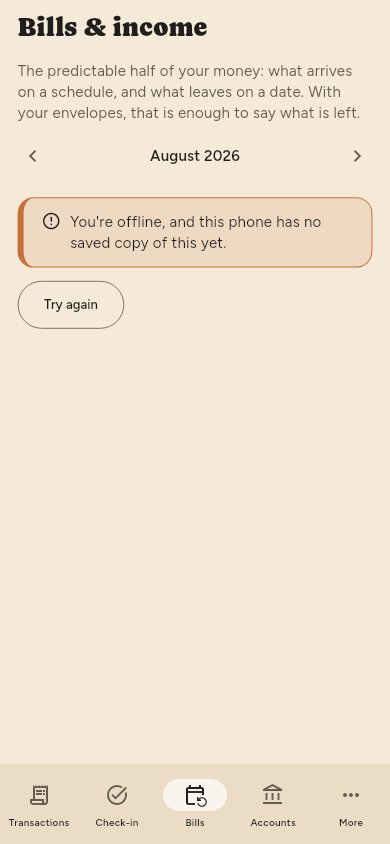 Bills & income
The predictable half of your money: what arrives
on a schedule, and what leaves on a date. With
your envelopes, that is enough to say what is left.
August 2026
You're offline, and this phone has no
saved copy of this yet.
Try again
Transactions
Check-in
Bills
Accounts
More